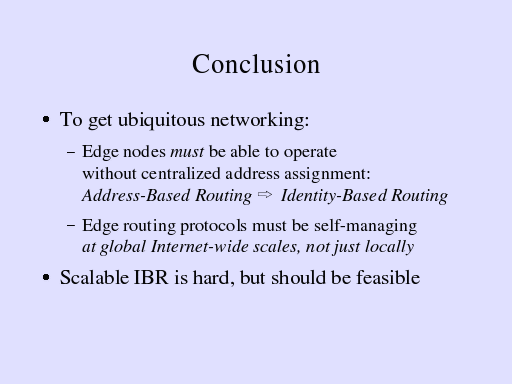 Conclusion
• To get ubiquitous networking:
– Edge nodes must be able to operate
without centralized address assignment:
Address-Based Routing ⇨ Identity-Based Routing
– Edge routing protocols must be self-managing
at global Internet-wide scales, not just locally
• Scalable IBR is hard, but should be feasible